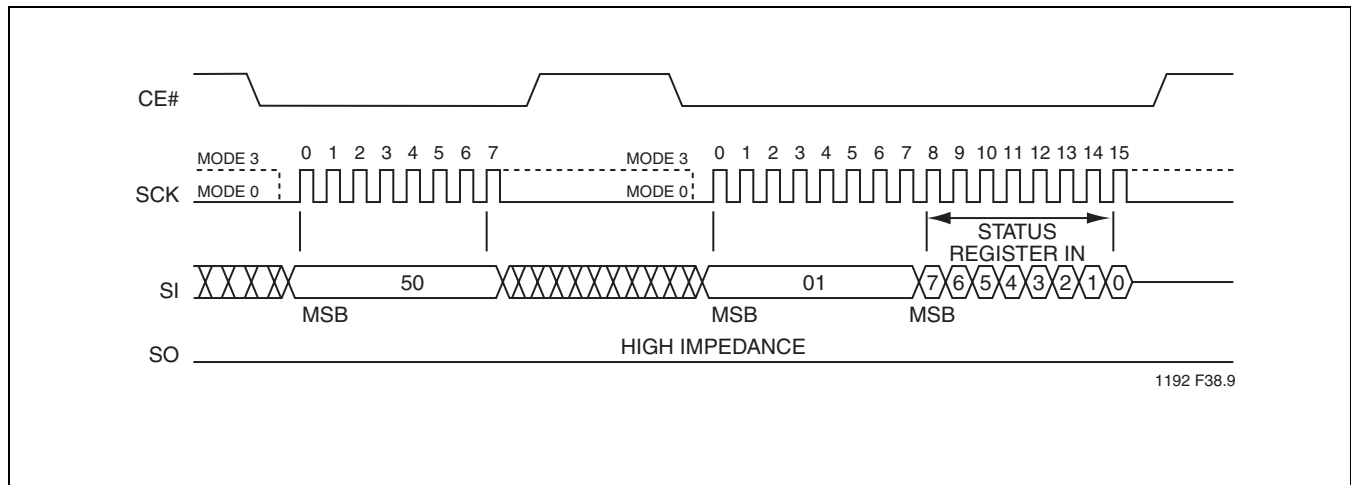 CE#
MODE 3 0 1 2 3 4 5 6 7 MODE 3 0 1 2 3 4 5 6 7 8 9 10 11 12 13 14 15
SCK MODE 0 MODE 0
STATUS
REGISTER IN
SI 50 01 7 6 5 4 3 2 1 0
MSB MSB MSB
SO HIGH IMPEDANCE
1192 F38.9